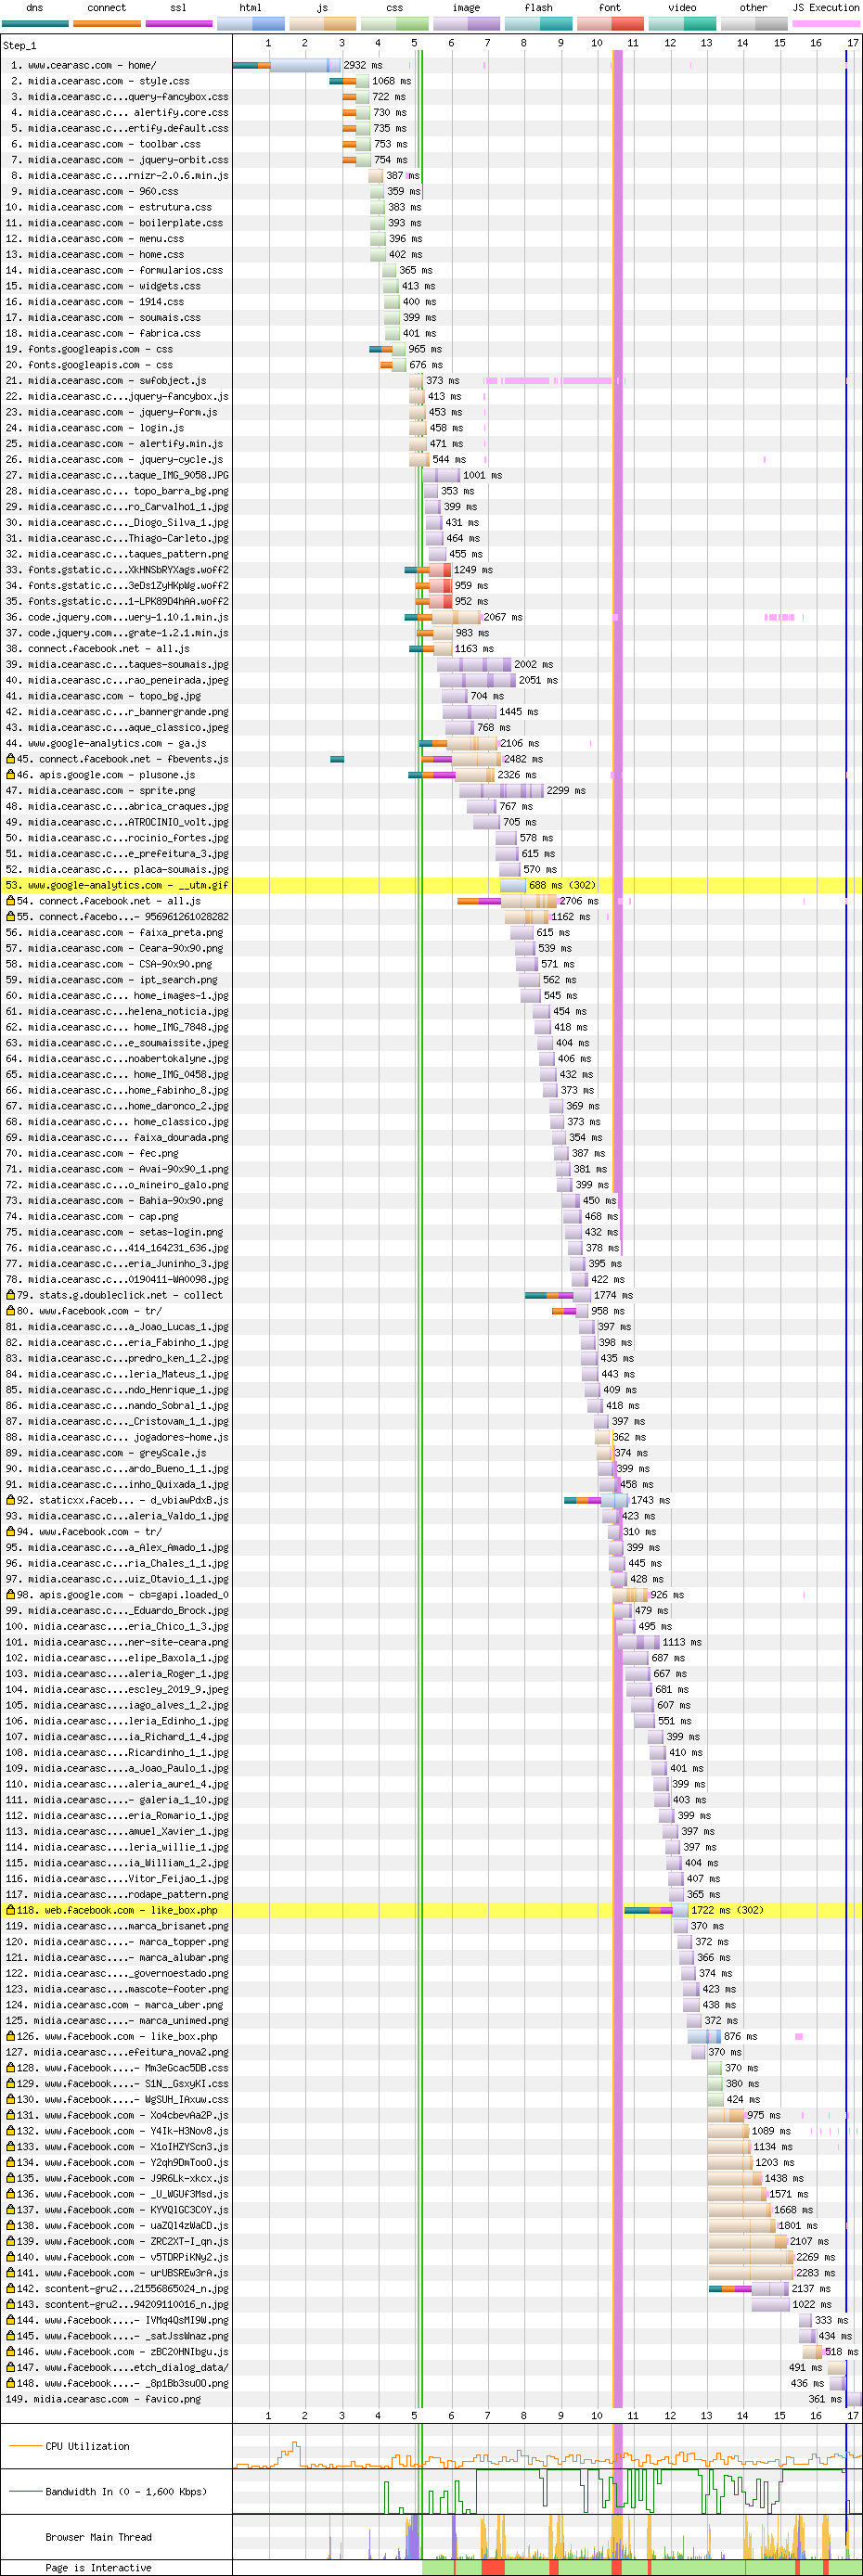 dns connect ssl html js css image flash font video other JS Execution
Step_1 1 2 3 4 5 6 7 8 9 10 11 12 13 14 15 16 17
1. www.cearasc.com - home/ 2932 ms
2. midia.cearasc.com - style.css 1068 ms
3. midia.cearasc.c...query-fancybox.css 722 ms
4. midia.cearasc.c... alertify.core.css 730 ms
5. midia.cearasc.c...ertify.default.css 735 ms
6. midia.cearasc.com - toolbar.css 753 ms
7. midia.cearasc.com - jquery-orbit.css 754 ms
8. midia.cearasc.c...rnizr-2.0.6.min.js 387 ms
9. midia.cearasc.com - 960.css 359 ms
10. midia.cearasc.com - estrutura.css 383 ms
11. midia.cearasc.com - boilerplate.css 393 ms
12. midia.cearasc.com - menu.css 396 ms
13. midia.cearasc.com - home.css 402 ms
14. midia.cearasc.com - formularios.css 365 ms
15. midia.cearasc.com - widgets.css 413 ms
16. midia.cearasc.com - 1914.css 400 ms
17. midia.cearasc.com - soumais.css 399 ms
18. midia.cearasc.com - fabrica.css 401 ms
19. fonts.googleapis.com - css 965 ms
20. fonts.googleapis.com - css 676 ms
21. midia.cearasc.com - swfobject.js 373 ms
22. midia.cearasc.c...jquery-fancybox.js 413 ms
23. midia.cearasc.com - jquery-form.js 453 ms
24. midia.cearasc.com - login.js 458 ms
25. midia.cearasc.com - alertify.min.js 471 ms
26. midia.cearasc.com - jquery-cycle.js 544 ms
27. midia.cearasc.c...taque_IMG_9058.JPG 1001 ms
28. midia.cearasc.c... topo_barra_bg.png 353 ms
29. midia.cearasc.c...ro_Carvalho1_1.jpg 399 ms
30. midia.cearasc.c..._Diogo_Silva_1.jpg 431 ms
31. midia.cearasc.c...Thiago-Carleto.jpg 464 ms
32. midia.cearasc.c...taques_pattern.png 455 ms
33. fonts.gstatic.c...XkHNSbRYXags.woff2 1249 ms
34. fonts.gstatic.c...3eDs1ZyHKpWg.woff2 959 ms
35. fonts.gstatic.c...1-LPK89D4hAA.woff2 952 ms
36. code.jquery.com...uery-1.10.1.min.js 2067 ms
37. code.jquery.com...grate-1.2.1.min.js 983 ms
38. connect.facebook.net - all.js 1163 ms
39. midia.cearasc.c...taques-soumais.jpg 2002 ms
40. midia.cearasc.c...rao_peneirada.jpeg 2051 ms
41. midia.cearasc.com - topo_bg.jpg 704 ms
42. midia.cearasc.c...r_bannergrande.png 1445 ms
43. midia.cearasc.c...aque_classico.jpeg 768 ms
44. www.google-analytics.com - ga.js 2106 ms
45. connect.facebook.net - fbevents.js 2482 ms
46. apis.google.com - plusone.js 2326 ms
47. midia.cearasc.com - sprite.png 2299 ms
48. midia.cearasc.c...abrica_craques.jpg 767 ms
49. midia.cearasc.c...ATROCINIO_volt.jpg 705 ms
50. midia.cearasc.c...rocinio_fortes.jpg 578 ms
51. midia.cearasc.c...e_prefeitura_3.jpg 615 ms
52. midia.cearasc.c... placa-soumais.jpg 570 ms
53. www.google-analytics.com - __utm.gif 688 ms (302)
54. connect.facebook.net - all.js 2706 ms
55. connect.facebo...- 956961261028282 1162 ms
56. midia.cearasc.com - faixa_preta.png 615 ms
57. midia.cearasc.com - Ceara-90x90.png 539 ms
58. midia.cearasc.com - CSA-90x90.png 571 ms
59. midia.cearasc.com - ipt_search.png 562 ms
60. midia.cearasc.c... home_images-1.jpg 545 ms
61. midia.cearasc.c...helena_noticia.jpg 454 ms
62. midia.cearasc.c... home_IMG_7848.jpg 418 ms
63. midia.cearasc.c...e_soumaissite.jpeg 404 ms
64. midia.cearasc.c...noabertokalyne.jpg 406 ms
65. midia.cearasc.c... home_IMG_0458.jpg 432 ms
66. midia.cearasc.c...home_fabinho_8.jpg 373 ms
67. midia.cearasc.c...home_daronco_2.jpg 369 ms
68. midia.cearasc.c... home_classico.jpg 373 ms
69. midia.cearasc.c... faixa_dourada.png 354 ms
70. midia.cearasc.com - fec.png 387 ms
71. midia.cearasc.com - Avai-90x90_1.png 381 ms
72. midia.cearasc.c...o_mineiro_galo.png 399 ms
73. midia.cearasc.com - Bahia-90x90.png 450 ms
74. midia.cearasc.com - cap.png 468 ms
75. midia.cearasc.com - setas-login.png 432 ms
76. midia.cearasc.c...414_164231_636.jpg 378 ms
77. midia.cearasc.c...eria_Juninho_3.jpg 395 ms
78. midia.cearasc.c...0190411-WA0098.jpg 422 ms
79. stats.g.doubleclick.net - collect 1774 ms
80. www.facebook.com - tr/ 958 ms
81. midia.cearasc.c...a_Joao_Lucas_1.jpg 397 ms
82. midia.cearasc.c...eria_Fabinho_1.jpg 398 ms
83. midia.cearasc.c...predro_ken_1_2.jpg 435 ms
84. midia.cearasc.c...leria_Mateus_1.jpg 443 ms
85. midia.cearasc.c...ndo_Henrique_1.jpg 409 ms
86. midia.cearasc.c...nando_Sobral_1.jpg 418 ms
87. midia.cearasc.c..._Cristovam_1_1.jpg 397 ms
88. midia.cearasc.c... jogadores-home.js 362 ms
89. midia.cearasc.com - greyScale.js 374 ms
90. midia.cearasc.c...ardo_Bueno_1_1.jpg 399 ms
91. midia.cearasc.c...inho_Quixada_1.jpg 458 ms
92. staticxx.faceb... - d_vbiawPdxB.js 1743 ms
93. midia.cearasc.c...aleria_Valdo_1.jpg 423 ms
94. www.facebook.com - tr/ 310 ms
95. midia.cearasc.c...a_Alex_Amado_1.jpg 399 ms
96. midia.cearasc.c...ria_Chales_1_1.jpg 445 ms
97. midia.cearasc.c...uiz_Otavio_1_1.jpg 428 ms
98. apis.google.com - cb=gapi.loaded_0 926 ms
99. midia.cearasc.c..._Eduardo_Brock.jpg 479 ms
100. midia.cearasc....eria_Chico_1_3.jpg 495 ms
101. midia.cearasc....ner-site-ceara.png 1113 ms
102. midia.cearasc....elipe_Baxola_1.jpg 687 ms
103. midia.cearasc....aleria_Roger_1.jpg 667 ms
104. midia.cearasc....escley_2019_9.jpeg 681 ms
105. midia.cearasc....iago_alves_1_2.jpg 607 ms
106. midia.cearasc....leria_Edinho_1.jpg 551 ms
107. midia.cearasc....ia_Richard_1_4.jpg 399 ms
108. midia.cearasc....Ricardinho_1_1.jpg 410 ms
109. midia.cearasc....a_Joao_Paulo_1.jpg 401 ms
110. midia.cearasc....aleria_aure1_4.jpg 399 ms
111. midia.cearasc....- galeria_1_10.jpg 403 ms
112. midia.cearasc....eria_Romario_1.jpg 399 ms
113. midia.cearasc....amuel_Xavier_1.jpg 397 ms
114. midia.cearasc....leria_willie_1.jpg 397 ms
115. midia.cearasc....ia_William_1_2.jpg 404 ms
116. midia.cearasc....Vitor_Feijao_1.jpg 407 ms
117. midia.cearasc....rodape_pattern.png 365 ms
118. web.facebook.com - like_box.php 1722 ms (302)
119. midia.cearasc....marca_brisanet.png 370 ms
120. midia.cearasc....- marca_topper.png 372 ms
121. midia.cearasc....- marca_alubar.png 366 ms
122. midia.cearasc...._governoestado.png 374 ms
123. midia.cearasc....mascote-footer.png 423 ms
124. midia.cearasc.com - marca_uber.png 438 ms
125. midia.cearasc....- marca_unimed.png 372 ms
126. www.facebook.com - like_box.php 876 ms
127. midia.cearasc....efeitura_nova2.png 370 ms
128. www.facebook....- Mm3eGcac5DB.css 370 ms
129. www.facebook....- S1N__GsxyKI.css 380 ms
130. www.facebook....- WgSUH_IAxuw.css 424 ms
131. www.facebook.com - Xo4cbevAa2P.js 975 ms
132. www.facebook.com - Y4Ik-H3Nov8.js 1089 ms
133. www.facebook.com - X1oIHZYScn3.js 1134 ms
134. www.facebook.com - Y2qh9DmTooO.js 1203 ms
135. www.facebook.com - J9R6Lk-xkcx.js 1438 ms
136. www.facebook.com - _U_WGUf3Msd.js 1571 ms
137. www.facebook.com - KYVQlGC3COY.js 1668 ms
138. www.facebook.com - uaZQl4zWaCD.js 1801 ms
139. www.facebook.com - ZRC2XT-I_qn.js 2107 ms
140. www.facebook.com - v5TDRPiKNy2.js 2269 ms
141. www.facebook.com - urUBSREw3rA.js 2283 ms
142. scontent-gru2...21556865024_n.jpg 2137 ms
143. scontent-gru2...94209110016_n.jpg 1022 ms
144. www.facebook....- IVMq4QsMI9W.png 333 ms
145. www.facebook....- _satJssWnaz.png 434 ms
146. www.facebook.com - zBC20HNIbgu.js 518 ms
147. www.facebook....etch_dialog_data/ 491 ms
148. www.facebook....- _8p1Bb3suOO.png 436 ms
149. midia.cearasc.com - favico.png 361 ms
1 2 3 4 5 6 7 8 9 10 11 12 13 14 15 16 17
CPU Utilization
Bandwidth In (0 - 1,600 Kbps)
Browser Main Thread
Page is Interactive